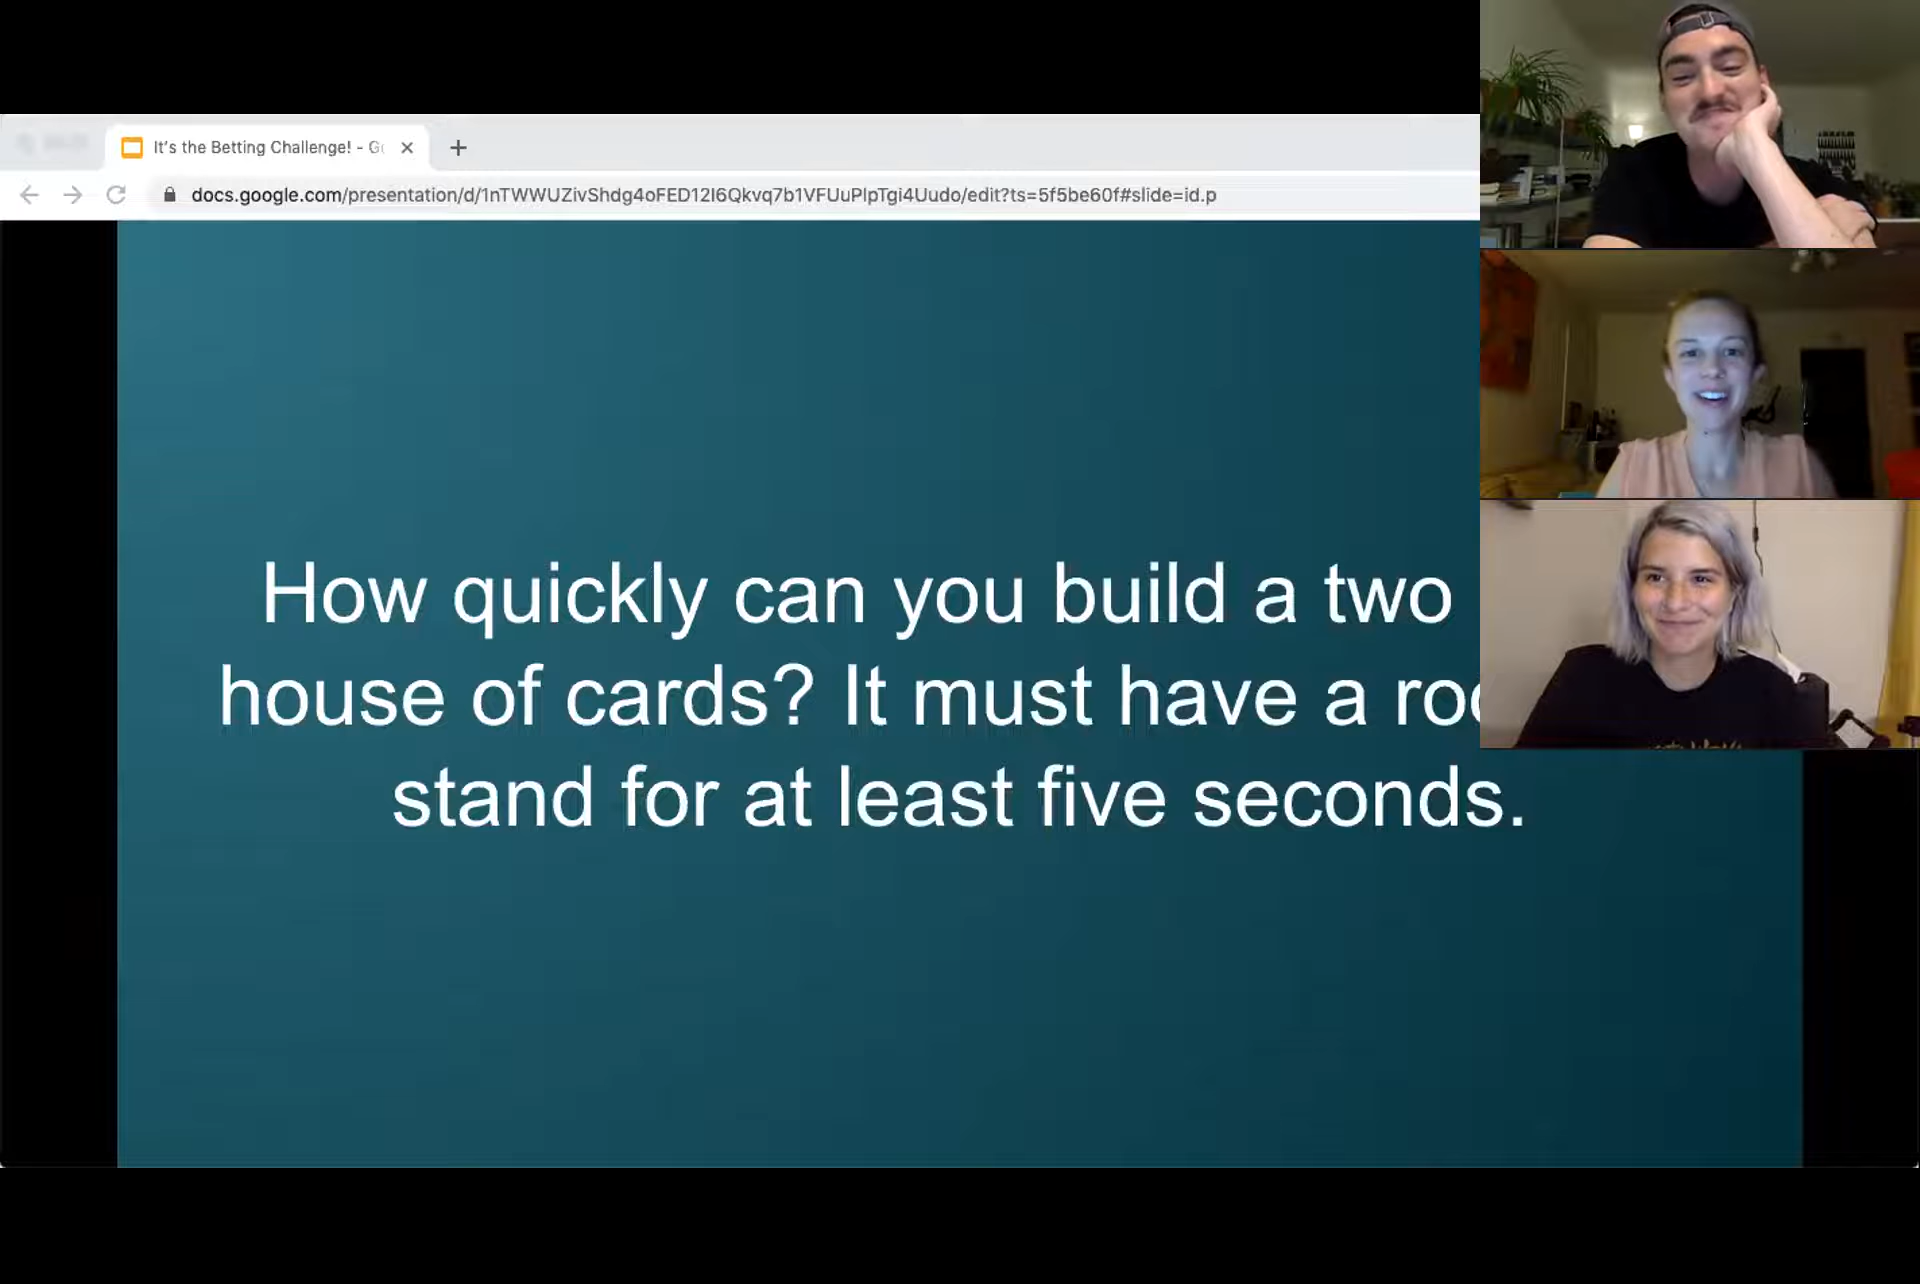 It's the Betting Challenge! - G
docs.google.com/presentation/d/1nTWWUZivShdg4oFED12I6Qkvq7b1VFUuPlpTgi4Uudo/edit?ts=5f5be60f#slide=id.p
How quickly can you build a two
house of cards? It must have a
stand for at least five seconds.